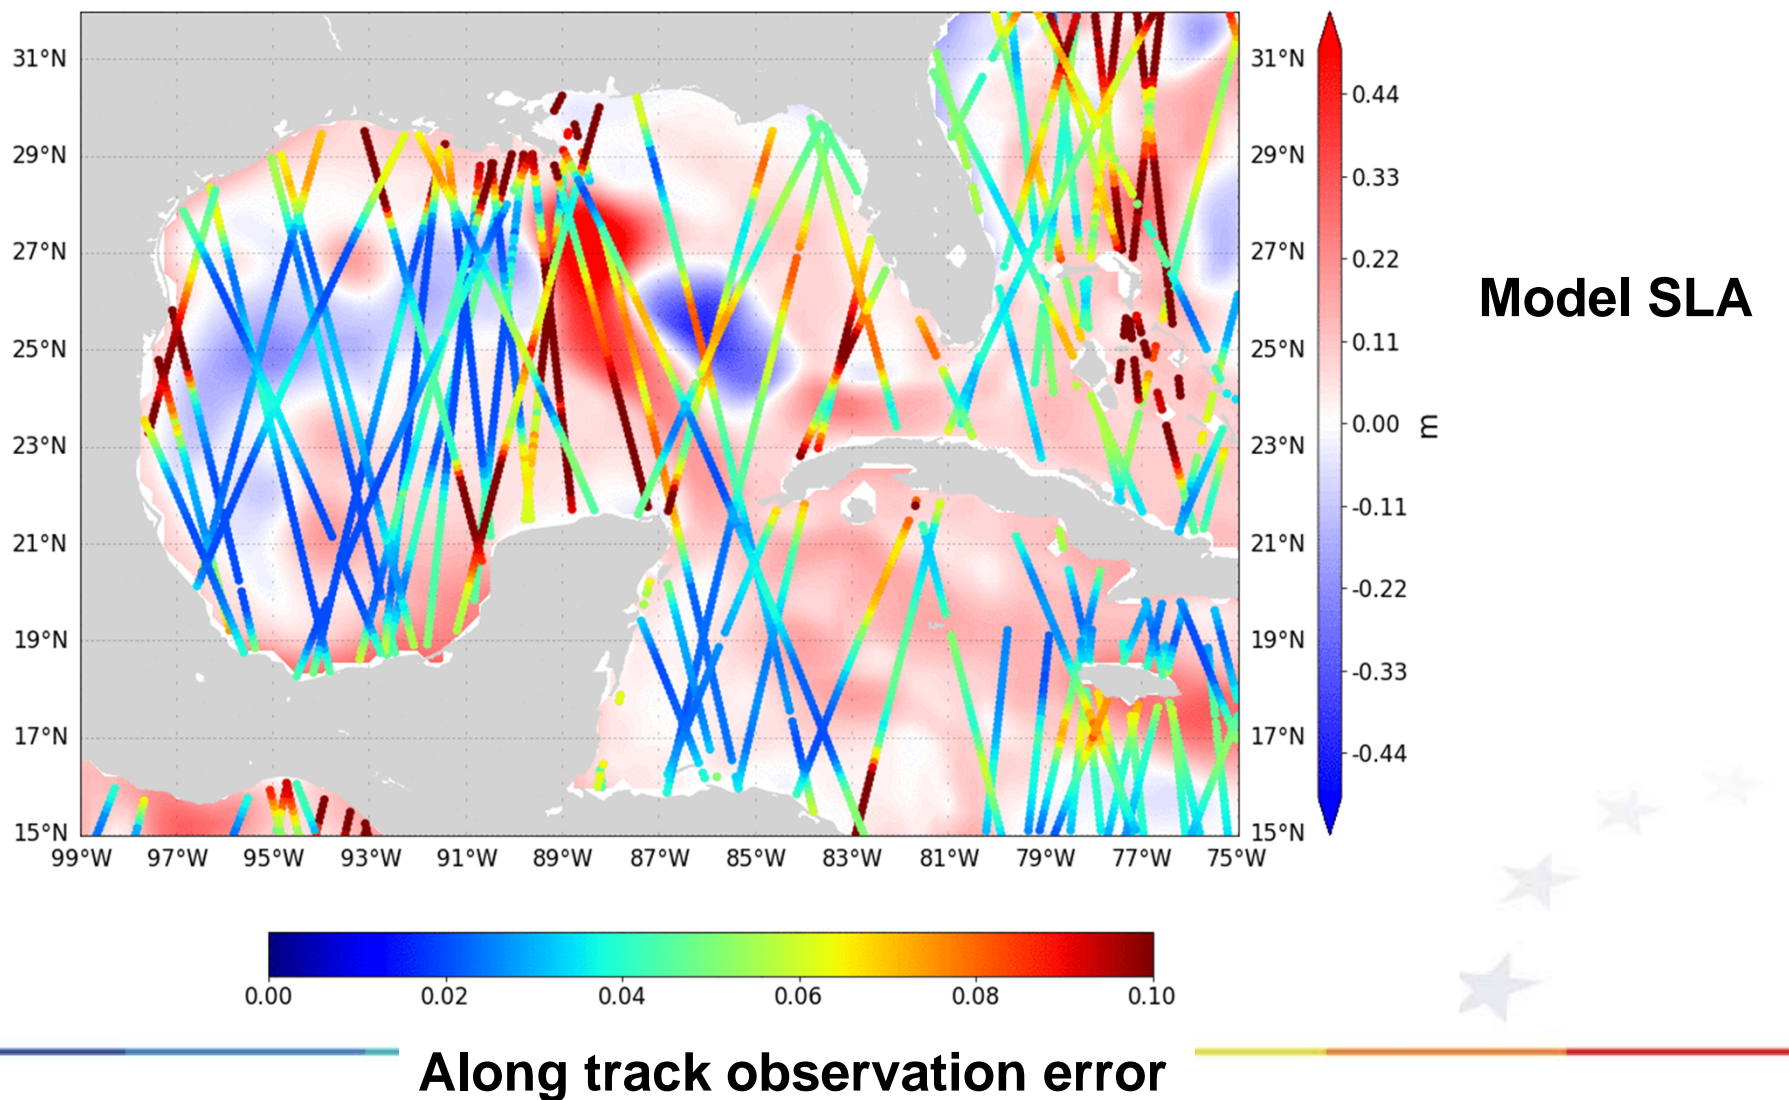 31°N
29°N
27°N
25°N
23°N
21°N
19°N
17°N
15°N
99°W 97°W 95°W 93°W 91°W 89°W 87°W 85°W 83°W 81°W 79°W 77°W 75°W
31°N
29°N
27°N
25°N
23°N
21°N
19°N
17°N
15°N
0.44
0.33
0.22
0.11
0.00
-0.11
-0.22
-0.33
-0.44
m
Model SLA
0.00 0.02 0.04 0.06 0.08 0.10
Along track observation error